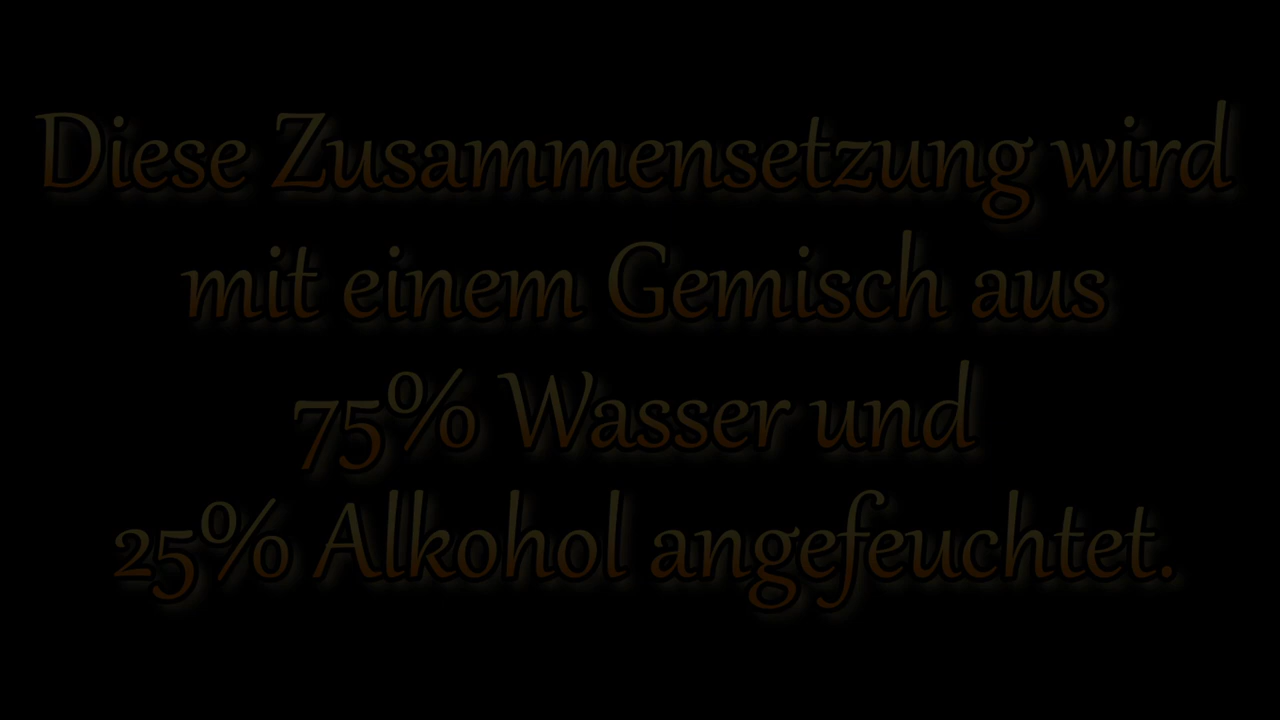 Diese Zusammensetzung wird
mit einem Gemisch aus
75% Wasser und
25% Alkohol angefeuchtet.